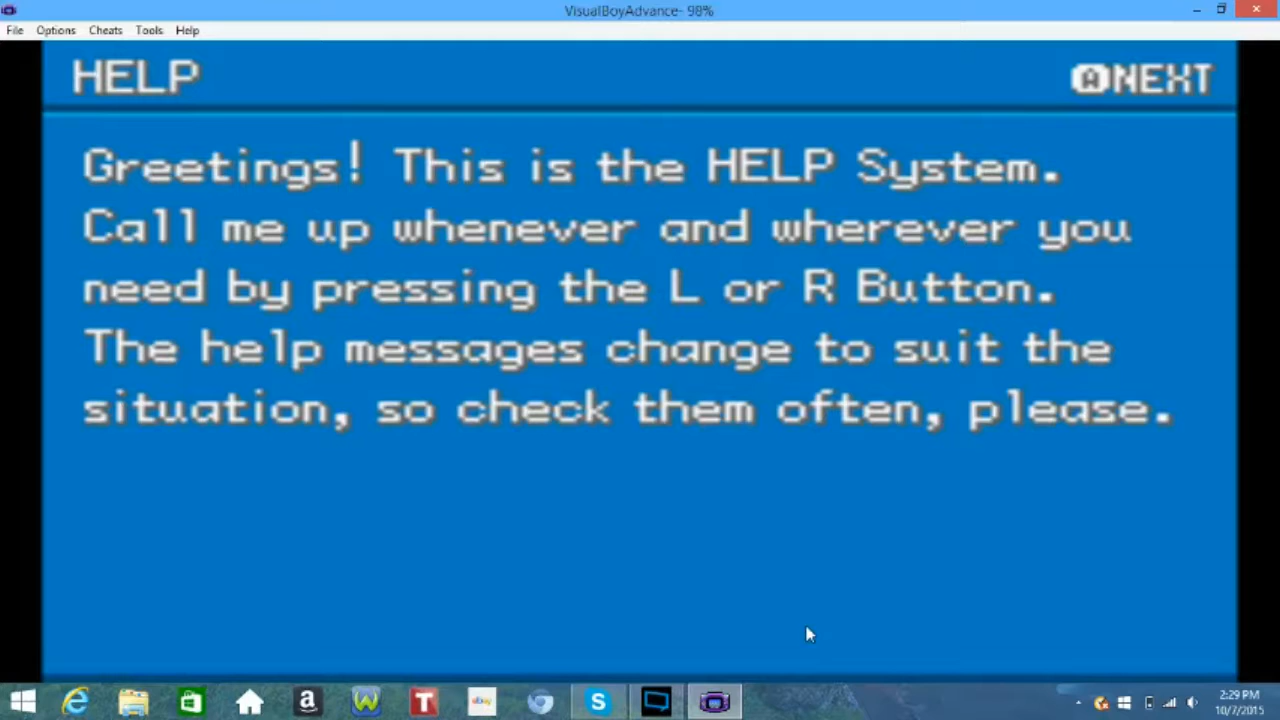 VisualBoyAdvance- 98%
File Options Cheats Tools Help
HELP
A NEXT
Greetings! This is the HELP System.
Call me up whenever and wherever you
need by pressing the L or R Button.
The help messages change to suit the
situation, so check them often, please.
2:29 PM
10/7/2015